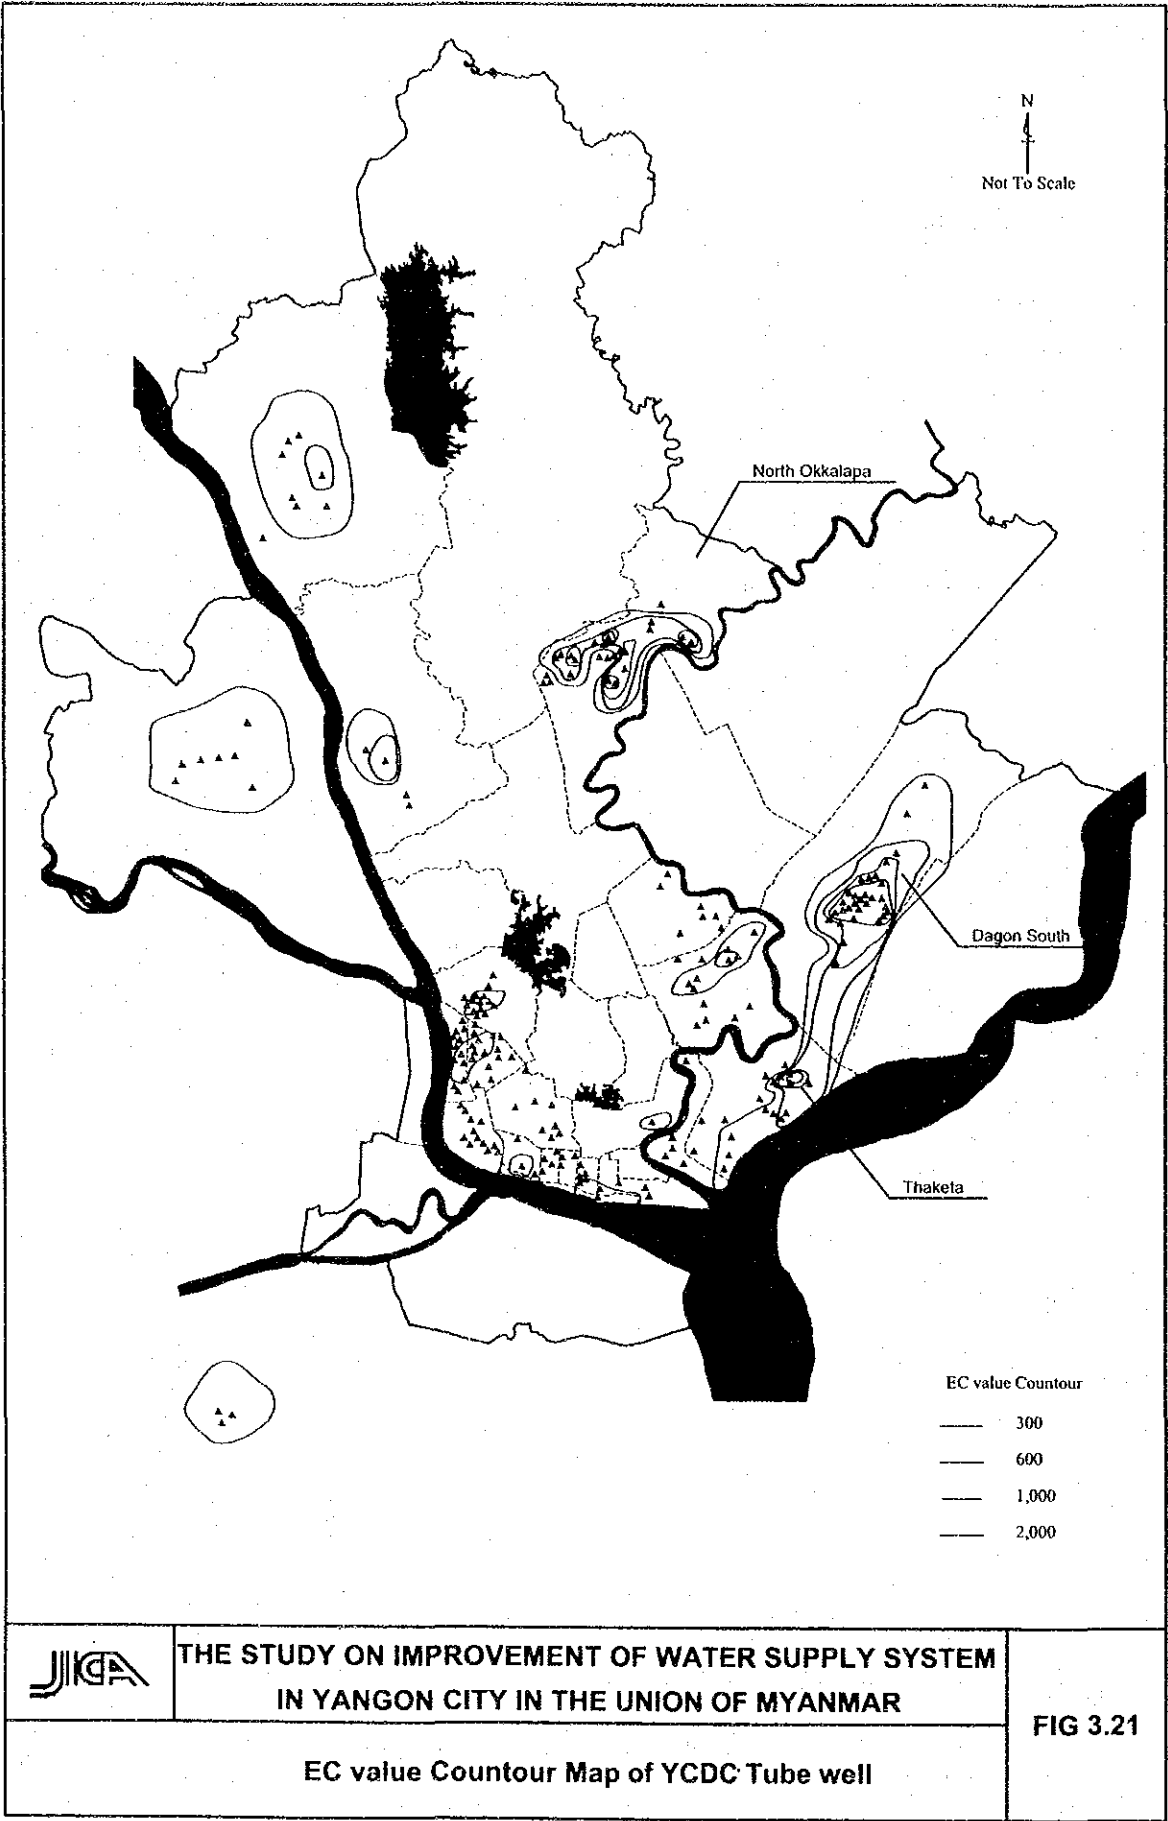 N
Not To Scale
North Okkalapa
Dagon South
Thaketa
EC value Countour
300
600
1,000
2,000
JICA
THE STUDY ON IMPROVEMENT OF WATER SUPPLY SYSTEM
IN YANGON CITY IN THE UNION OF MYANMAR
FIG 3.21
EC value Countour Map of YCDC Tube well